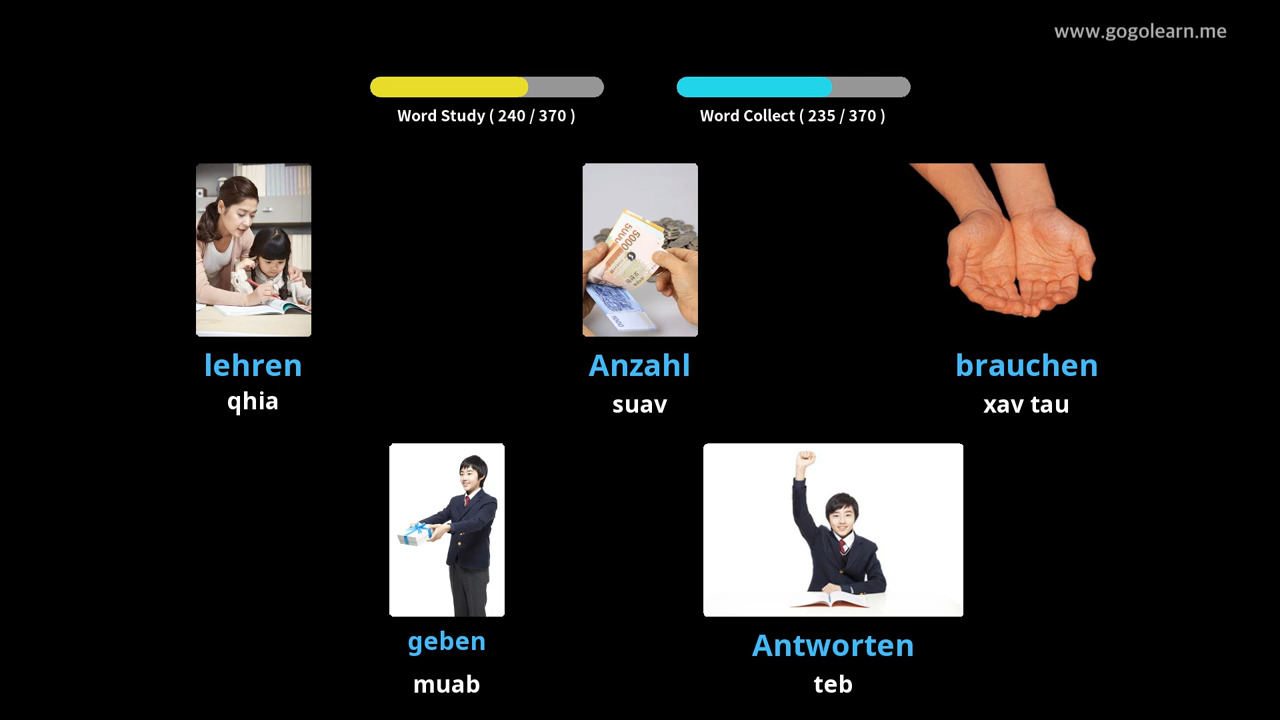 www.gogolearn.me
Word Study ( 240 / 370 )
Word Collect ( 235 / 370 )
5000
lehren
Anzahl
brauchen
qhia
suav
xav tau
geben
Antworten
muab
teb